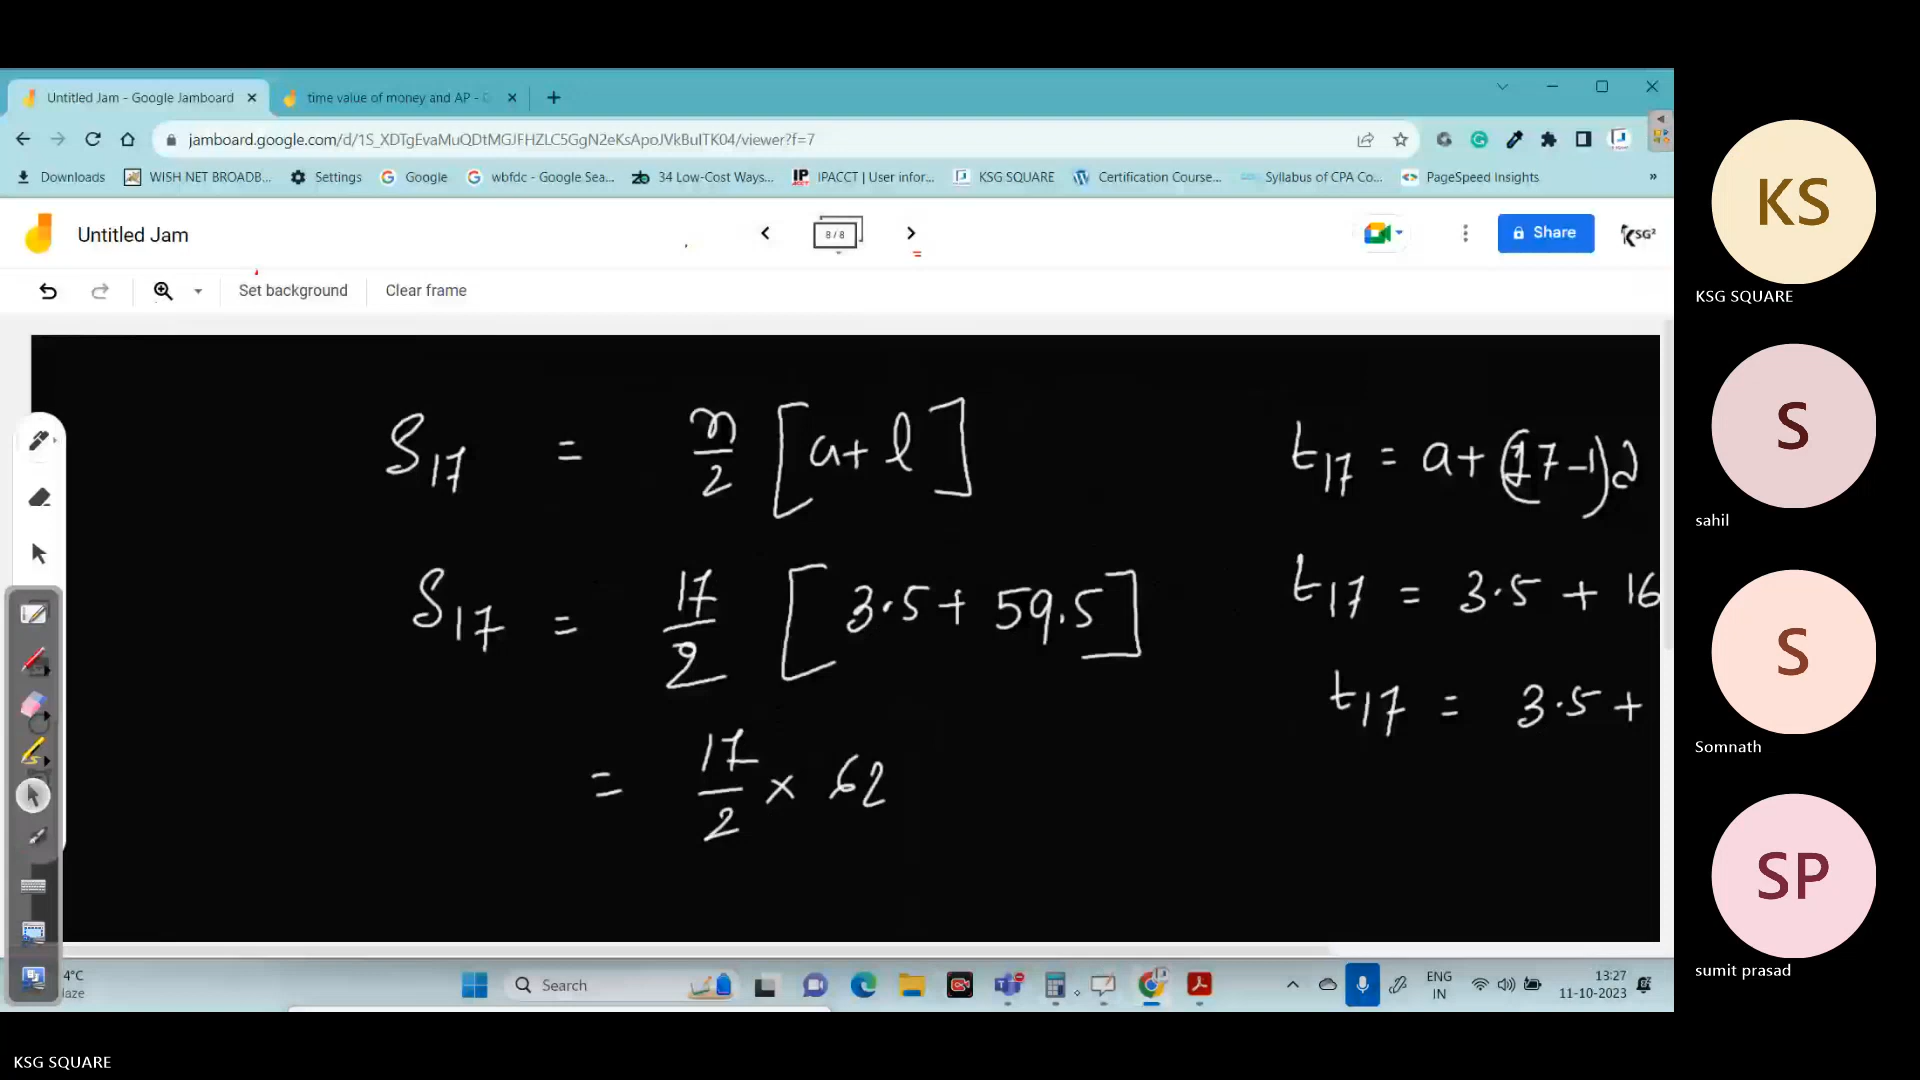 Untitled Jam - Google Jamboard
time value of money and AP -
jamboard.google.com/d/1S_XDTgEvaMuQDtMGJFHZLC5GgN2eKsApoJVkBuITK04/viewer?f=7
Downloads WISH NET BROADB... Settings Google wbfdc - Google Sea... 34 Low-Cost Ways... IPACCT | User infor... KSG SQUARE Certification Course... Syllabus of CPA Co... PageSpeed Insights »
Untitled Jam
8 / 8
Share
KSG²
Set background
Clear frame
S17 = n/2 [a+l]
t17 = a+(17-1)2
S17 = 17/2 [3.5+ 59.5]
t17 = 3.5 + 16
t17 = 3.5 +
= 17/2 × 62
4°C
laze
Search
ENG
IN
13:27
11-10-2023
KS
KSG SQUARE
S
sahil
S
Somnath
SP
sumit prasad
KSG SQUARE